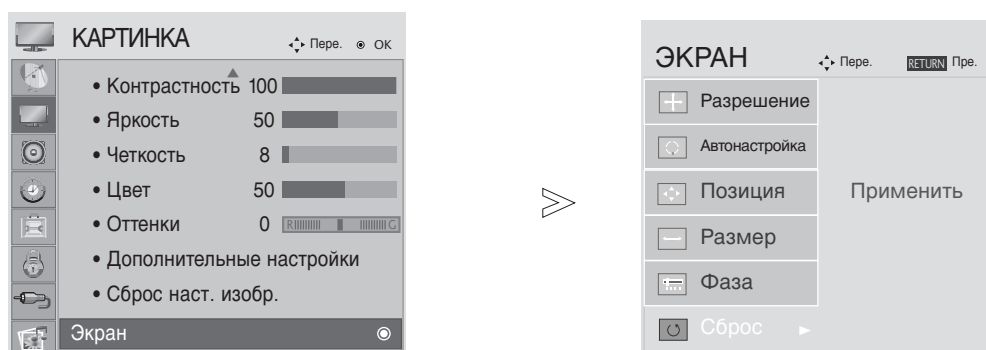 КАРТИНКА Пере. OK
• Контрастность 100
• Яркость 50
• Четкость 8
• Цвет 50
• Оттенки 0 R G
• Дополнительные настройки
• Сброс наст. изобр.
Экран
ЭКРАН Пере. RETURN Пре.
Разрешение
Автонастройка
Позиция
Применить
Размер
Фаза
Сброс